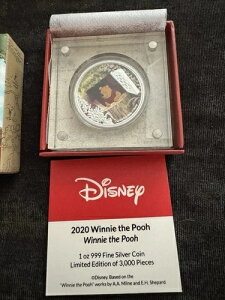 Disney
2020 Winnie the Pooh
Winnie the Pooh
1 oz 999 Fine Silver Coin
Limited Edition of 3,000 Pieces
©Disney. Based on the
"Winnie the Pooh" works by A.A. Milne and E.H. Shepard.